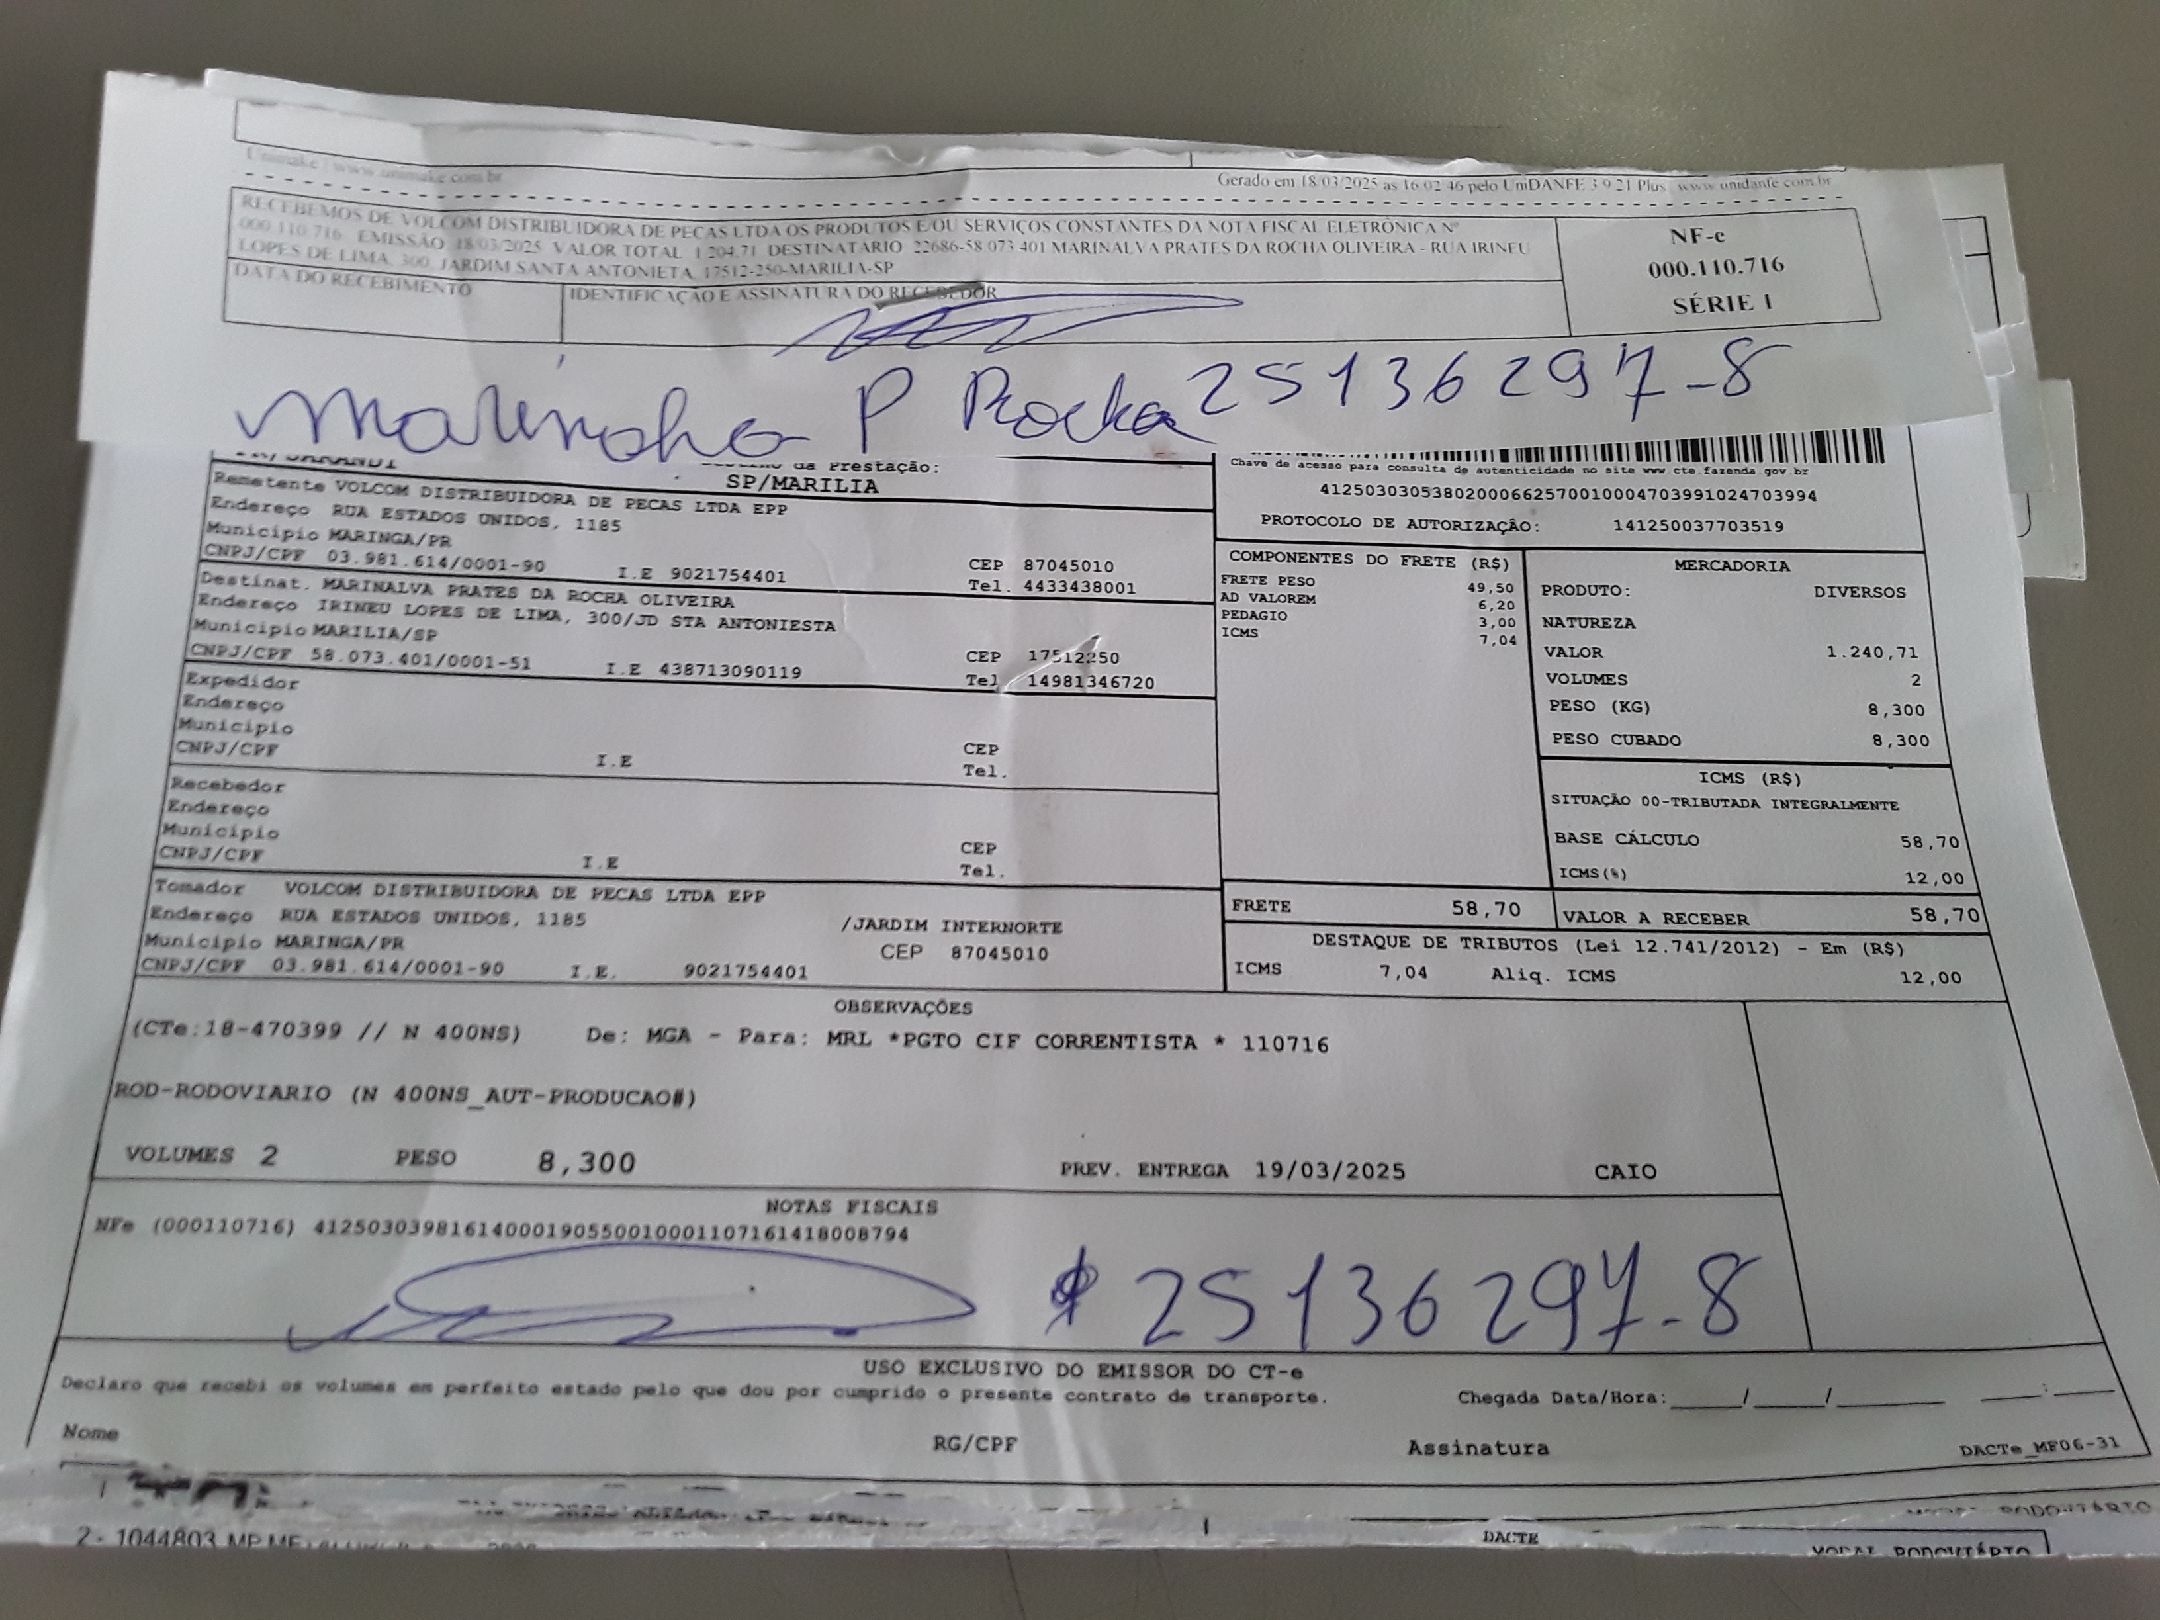 Unimake | www.unimake.com.br
Gerado em 18/03/2025 as 16:02:46 pelo UniDANFE 3.9.21 Plus www.unidanfe.com.br
RECEBEMOS DE VOLCOM DISTRIBUIDORA DE PECAS LTDA OS PRODUTOS E/OU SERVIÇOS CONSTANTES DA NOTA FISCAL ELETRÔNICA Nº
000.110.716 EMISSÃO 18/03/2025 VALOR TOTAL 1.204,71 DESTINATÁRIO 22686-58.073.401 MARINALVA PRATES DA ROCHA OLIVEIRA - RUA IRINEU
LOPES DE LIMA, 300, JARDIM SANTA ANTONIETA, 17512-250-MARILIA-SP
DATA DO RECEBIMENTO
IDENTIFICAÇÃO E ASSINATURA DO RECEBEDOR
NF-e
000.110.716
SÉRIE 1
P Rocha 25136297-8
da Prestação:
SP/MARILIA
Remetente VOLCOM DISTRIBUIDORA DE PECAS LTDA EPP
Endereço RUA ESTADOS UNIDOS, 1185
Municipio MARINGA/PR CEP 87045010
CNPJ/CPF 03.981.614/0001-90 I.E 9021754401 Tel. 4433438001
Destinat. MARINALVA PRATES DA ROCHA OLIVEIRA
Endereço IRINEU LOPES DE LIMA, 300/JD STA ANTONIESTA
Municipio MARILIA/SP CEP 17512250
CNPJ/CPF 58.073.401/0001-51 I.E 438713090119 Tel 14981346720
Expedidor
Endereço
Municipio CEP
CNPJ/CPF I.E Tel.
Recebedor
Endereço
Municipio CEP
CNPJ/CPF I.E Tel.
Tomador VOLCOM DISTRIBUIDORA DE PECAS LTDA EPP
Endereço RUA ESTADOS UNIDOS, 1185 /JARDIM INTERNORTE
Municipio MARINGA/PR CEP 87045010
CNPJ/CPF 03.981.614/0001-90 I.E. 9021754401
Chave de acesso para consulta de autenticidade no site www.cte.fazenda.gov.br
41250303053802000662570010004703991024703994
PROTOCOLO DE AUTORIZAÇÃO: 141250037703519
COMPONENTES DO FRETE (R$)
FRETE PESO 49,50
AD VALOREM 6,20
PEDAGIO 3,00
ICMS 7,04
MERCADORIA
PRODUTO: DIVERSOS
NATUREZA
VALOR 1.240,71
VOLUMES 2
PESO (KG) 8,300
PESO CUBADO 8,300
ICMS (R$)
SITUAÇÃO 00-TRIBUTADA INTEGRALMENTE
BASE CÁLCULO 58,70
ICMS(%) 12,00
FRETE 58,70
VALOR A RECEBER 58,70
DESTAQUE DE TRIBUTOS (Lei 12.741/2012) - Em (R$)
ICMS 7,04 Aliq. ICMS 12,00
OBSERVAÇÕES
(CTe:18-470399 // N 400NS) De: MGA - Para: MRL *PGTO CIF CORRENTISTA * 110716
ROD-RODOVIARIO (N 400NS_AUT-PRODUCAO#)
VOLUMES 2 PESO 8,300 PREV. ENTREGA 19/03/2025 CAIO
NOTAS FISCAIS
NFe (000110716) 41250303981614000190550010001107161418008794
25136297-8
USO EXCLUSIVO DO EMISSOR DO CT-e
Declaro que recebi os volumes em perfeito estado pelo que dou por cumprido o presente contrato de transporte. Chegada Data/Hora:_____/_____/_______ ____:____
Nome RG/CPF Assinatura DACTe_MF06-31
2 - 1044803
DACTE